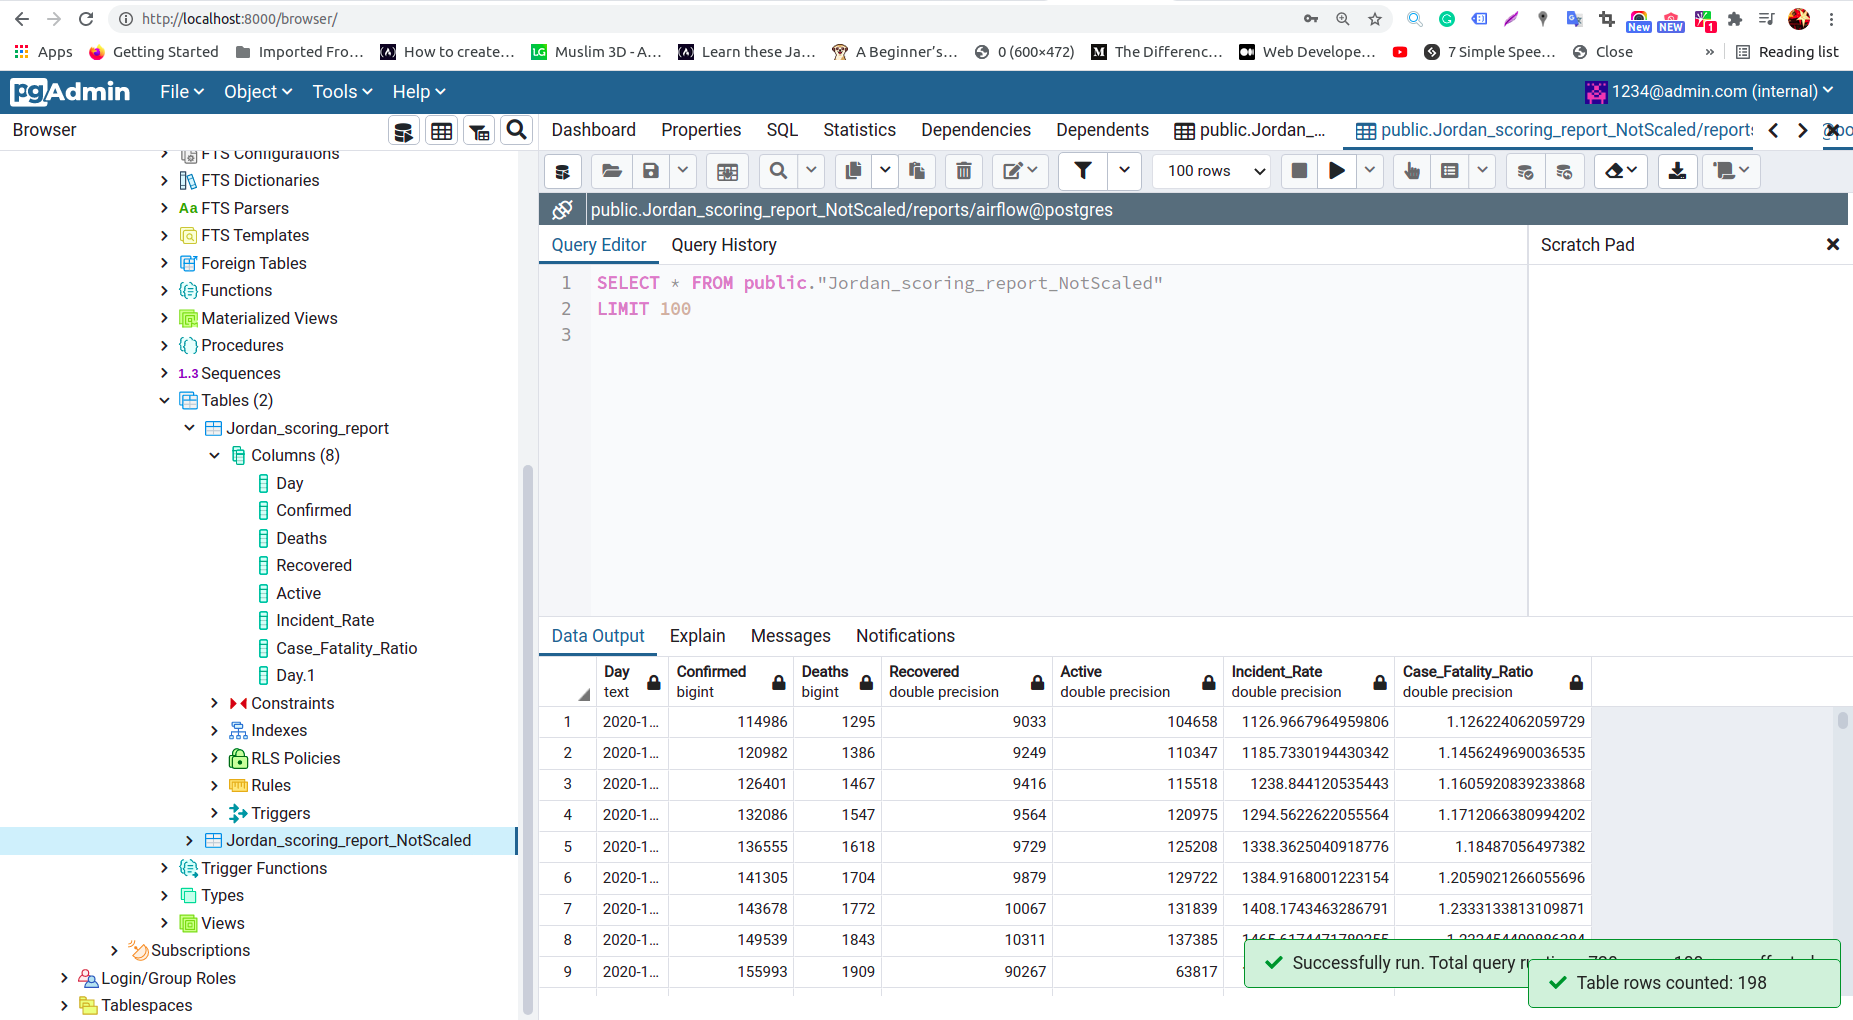 http://localhost:8000/browser/
New
NEW
1
Apps
Getting Started
Imported Fro…
How to create…
LG
Muslim 3D - A…
Learn these Ja…
A Beginner's…
0 (600×472)
M
The Differenc…
Web Develope…
7 Simple Spee…
Close
»
Reading list
pgAdmin
File
Object
Tools
Help
1234@admin.com (internal)
Browser
Dashboard
Properties
SQL
Statistics
Dependencies
Dependents
public.Jordan_…
public.Jordan_scoring_report_NotScaled/reports
100 rows
public.Jordan_scoring_report_NotScaled/reports/airflow@postgres
FTS Configurations
FTS Dictionaries
Aa FTS Parsers
FTS Templates
Foreign Tables
Functions
Materialized Views
Procedures
1..3 Sequences
Tables (2)
Jordan_scoring_report
Columns (8)
Day
Confirmed
Deaths
Recovered
Active
Incident_Rate
Case_Fatality_Ratio
Day.1
Constraints
Indexes
RLS Policies
Rules
Triggers
Jordan_scoring_report_NotScaled
Trigger Functions
Types
Views
Subscriptions
Login/Group Roles
Tablespaces
Query Editor
Query History
Scratch Pad
1 SELECT * FROM public."Jordan_scoring_report_NotScaled"
2 LIMIT 100
3
Data Output
Explain
Messages
Notifications
Day Confirmed Deaths Recovered Active Incident_Rate Case_Fatality_Ratio
text bigint bigint double precision double precision double precision double precision
1 2020-1… 114986 1295 9033 104658 1126.9667964959806 1.126224062059729
2 2020-1… 120982 1386 9249 110347 1185.7330194430342 1.1456249690036535
3 2020-1… 126401 1467 9416 115518 1238.844120535443 1.1605920839233868
4 2020-1… 132086 1547 9564 120975 1294.5622622055564 1.1712066380994202
5 2020-1… 136555 1618 9729 125208 1338.3625040918776 1.18487056497382
6 2020-1… 141305 1704 9879 129722 1384.9168001223154 1.2059021266055696
7 2020-1… 143678 1772 10067 131839 1408.1743463286791 1.2333133813109871
8 2020-1… 149539 1843 10311 137385
9 2020-1… 155993 1909 90267 63817
Successfully run. Total query
Table rows counted: 198